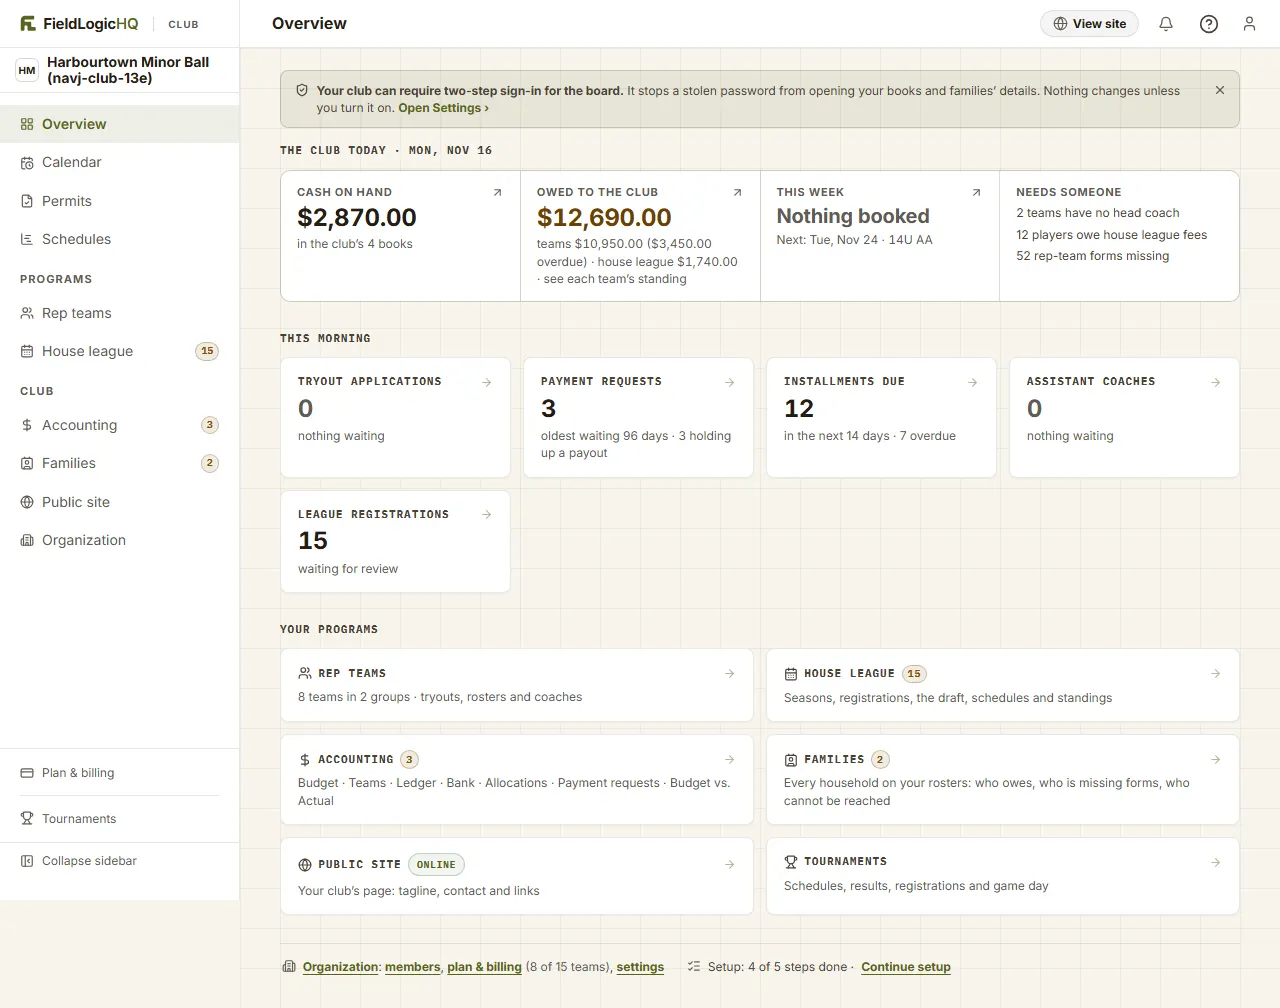 FieldLogicHQ CLUB
Harbourtown Minor Ball
(navj-club-13e)
HM
Overview
Calendar
Permits
Schedules
PROGRAMS
Rep teams
House league 15
CLUB
Accounting 3
Families 2
Public site
Organization
Plan & billing
Tournaments
Collapse sidebar
Overview
View site
Your club can require two-step sign-in for the board. It stops a stolen password from opening your books and families’ details. Nothing changes unless
you turn it on. Open Settings ›
THE CLUB TODAY · MON, NOV 16
CASH ON HAND
$2,870.00
in the club’s 4 books
OWED TO THE CLUB
$12,690.00
teams $10,950.00 ($3,450.00
overdue) · house league $1,740.00
· see each team’s standing
THIS WEEK
Nothing booked
Next: Tue, Nov 24 · 14U AA
NEEDS SOMEONE
2 teams have no head coach
12 players owe house league fees
52 rep-team forms missing
THIS MORNING
TRYOUT APPLICATIONS
0
nothing waiting
PAYMENT REQUESTS
3
oldest waiting 96 days · 3 holding
up a payout
INSTALLMENTS DUE
12
in the next 14 days · 7 overdue
ASSISTANT COACHES
0
nothing waiting
LEAGUE REGISTRATIONS
15
waiting for review
YOUR PROGRAMS
REP TEAMS
8 teams in 2 groups · tryouts, rosters and coaches
HOUSE LEAGUE 15
Seasons, registrations, the draft, schedules and standings
ACCOUNTING 3
Budget · Teams · Ledger · Bank · Allocations · Payment requests · Budget vs.
Actual
FAMILIES 2
Every household on your rosters: who owes, who is missing forms, who
cannot be reached
PUBLIC SITE ONLINE
Your club’s page: tagline, contact and links
TOURNAMENTS
Schedules, results, registrations and game day
Organization: members, plan & billing (8 of 15 teams), settings
Setup: 4 of 5 steps done · Continue setup